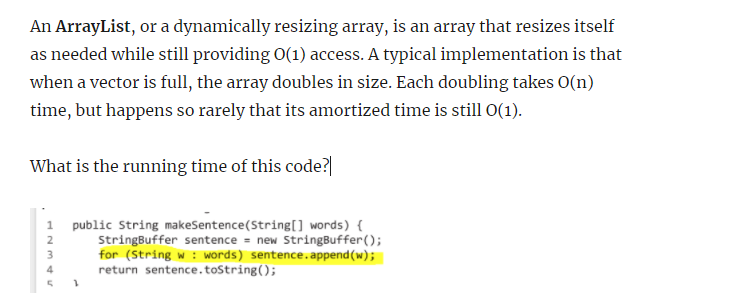 An ArrayList, or a dynamically resizing array, is an array that resizes itself
as needed while still providing O(1) access. A typical implementation is that
when a vector is full, the array doubles in size. Each doubling takes O(n)
time, but happens so rarely that its amortized time is still O(1).
What is the running time of this code?
1 public String makeSentence(String[] words) {
2 StringBuffer sentence = new StringBuffer();
3 for (String w : words) sentence.append(w);
4 return sentence.toString();
5 }